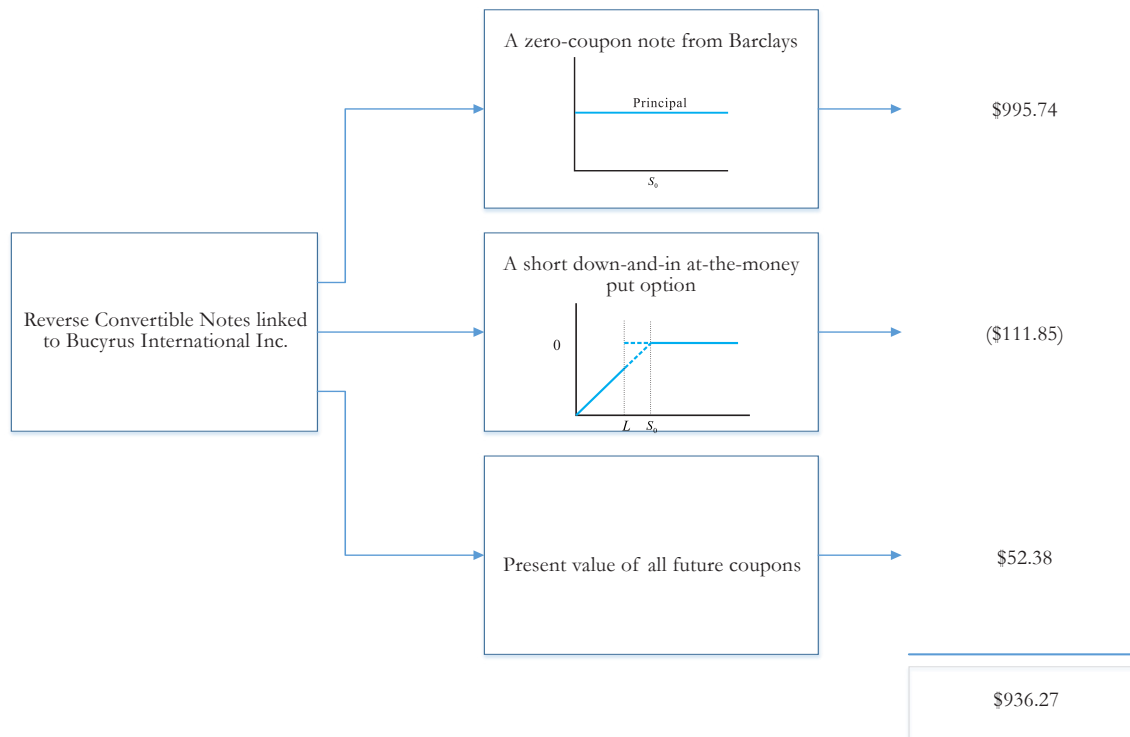 A zero-coupon note from Barclays
Principal
S₀
$995.74
Reverse Convertible Notes linked
to Bucyrus International Inc.
A short down-and-in at-the-money
put option
0
L S₀
($111.85)
Present value of all future coupons
$52.38
$936.27